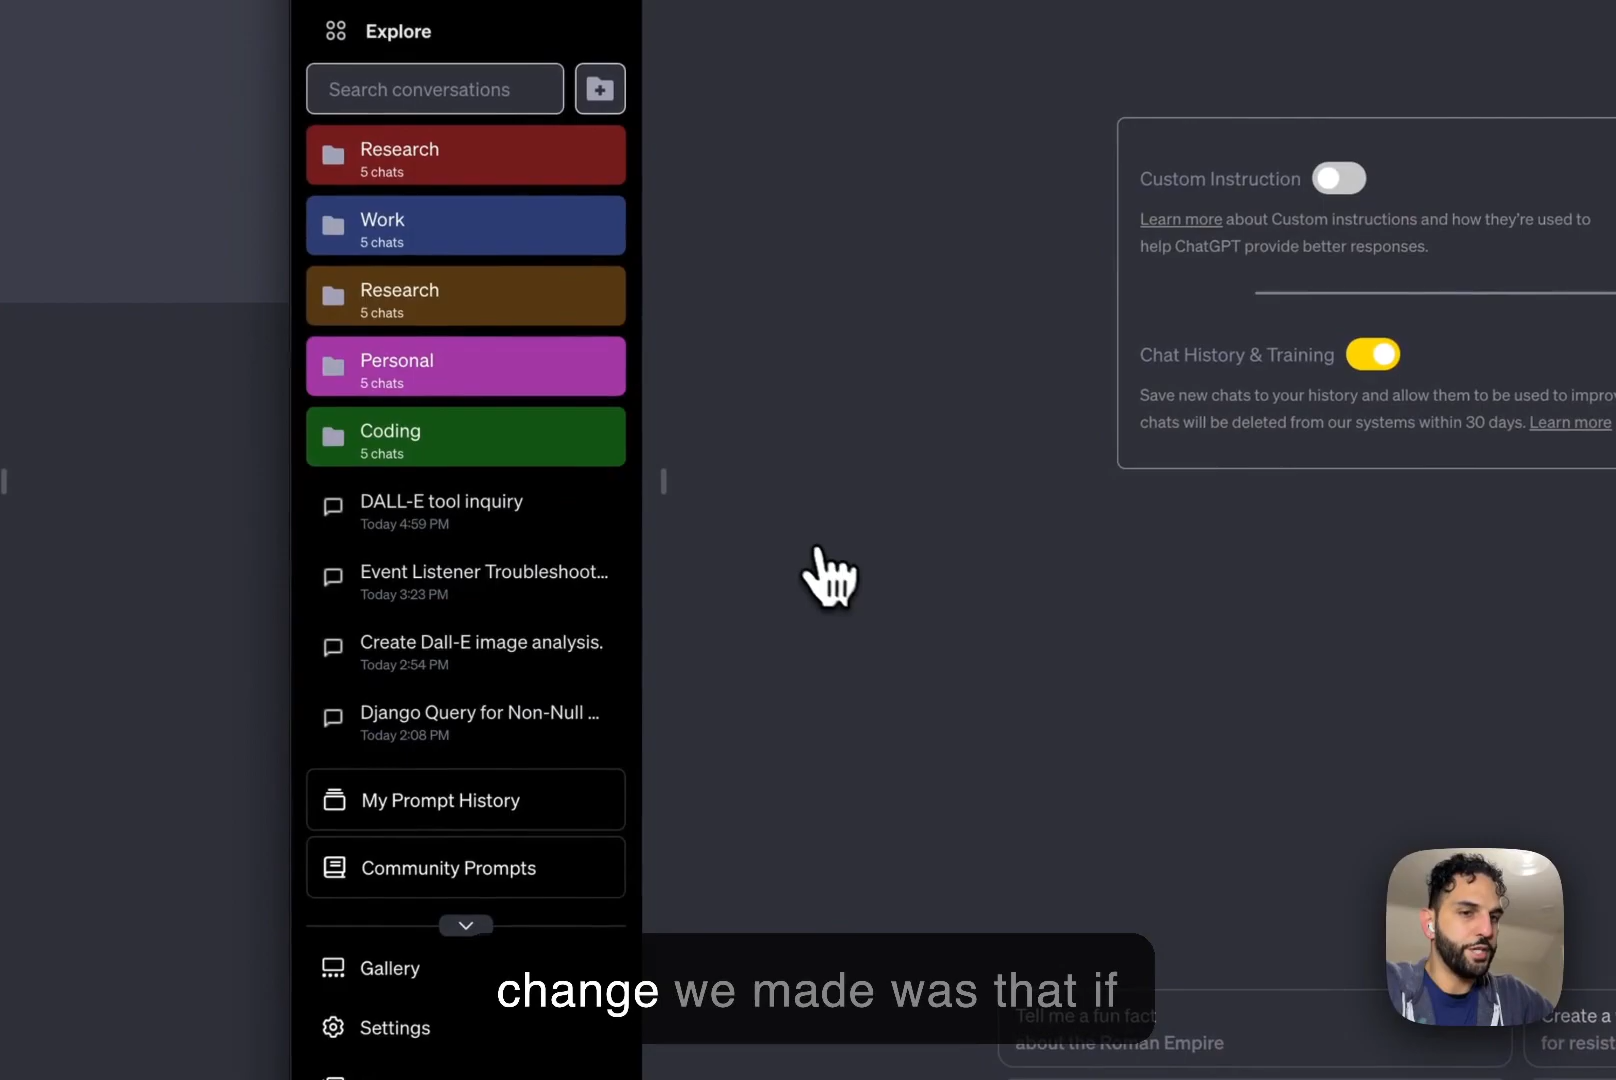 Explore
Search conversations
Research
5 chats
Work
5 chats
Research
5 chats
Personal
5 chats
Coding
5 chats
DALL-E tool inquiry
Today 4:59 PM
Event Listener Troubleshoot...
Today 3:23 PM
Create Dall-E image analysis.
Today 2:54 PM
Django Query for Non-Null ...
Today 2:08 PM
My Prompt History
Community Prompts
Gallery
Settings
Custom Instruction
Learn more about Custom instructions and how they're used to
help ChatGPT provide better responses.
Chat History & Training
Save new chats to your history and allow them to be used to impro
chats will be deleted from our systems within 30 days. Learn more
change we made was that if
Tell me a fun fact
about the Roman Empire
Create a
for resist